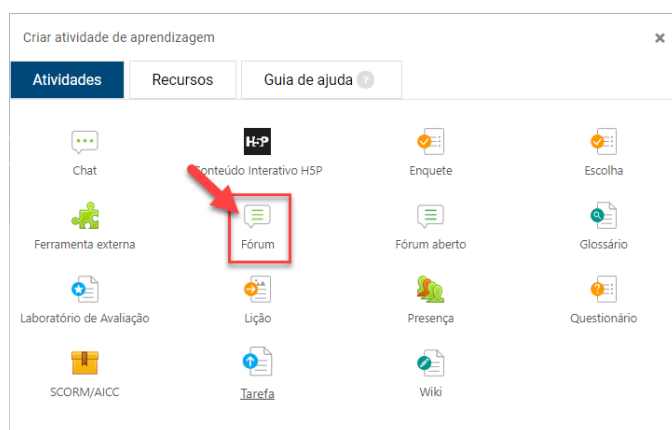 Criar atividade de aprendizagem ×
Atividades Recursos Guia de ajuda ?
H-P
Chat Conteúdo Interativo H5P Enquete Escolha
Ferramenta externa Fórum Fórum aberto Glossário
Laboratório de Avaliação Lição Presença Questionário
SCORM/AICC Tarefa Wiki